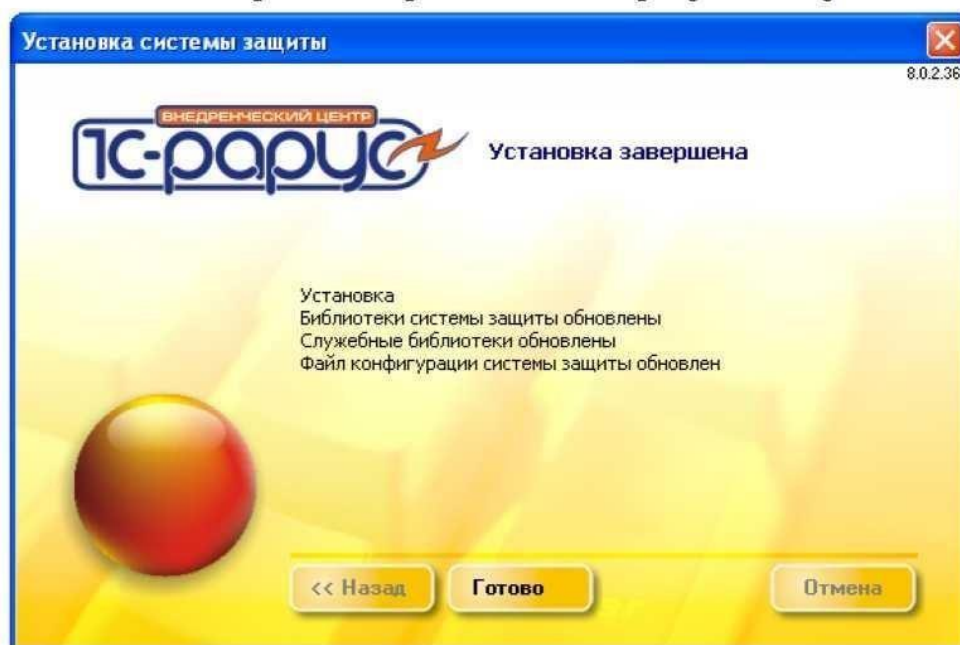 Установка системы защиты
8.0.2.36
ВНЕДРЕНЧЕСКИЙ ЦЕНТР
1С-рарус
Установка завершена
Установка
Библиотеки системы защиты обновлены
Служебные библиотеки обновлены
Файл конфигурации системы защиты обновлен
<< Назад
Готово
Отмена